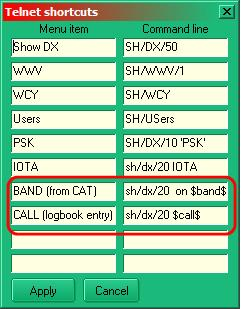 Telnet shortcuts
Menu item Command line
Show DX SH/DX/50
WWV SH/WWV/1
WCY SH/WCY
Users SH/USers
PSK SH/DX/10 'PSK'
IOTA sh/dx/20 IOTA
BAND (from CAT) sh/dx/20  on $band$
CALL (logbook entry) sh/dx/20 $call$
Apply Cancel